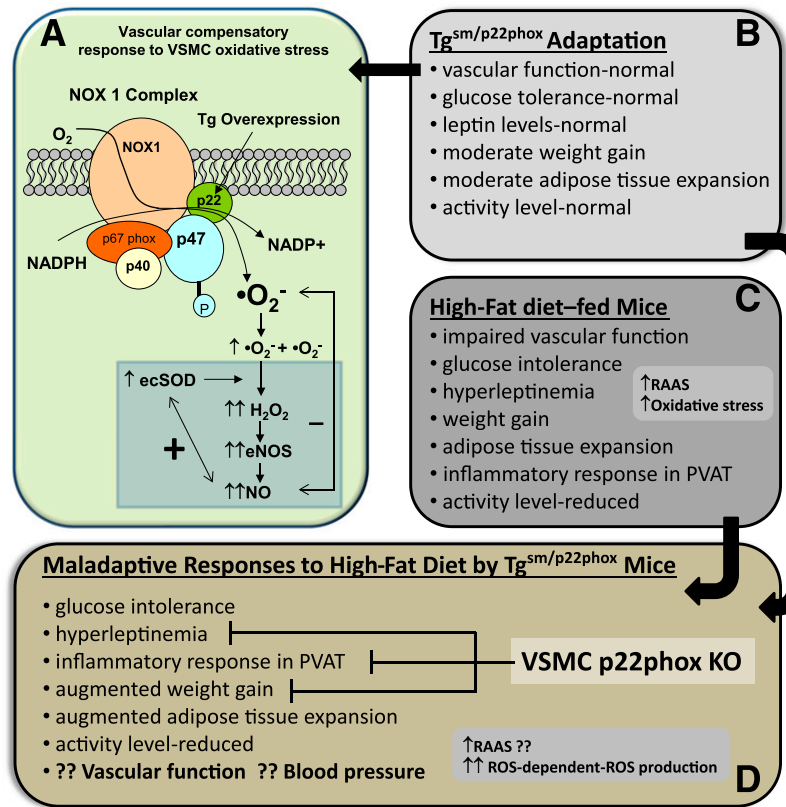 A
Vascular compensatory
response to VSMC oxidative stress
NOX 1 Complex
Tg Overexpression
O₂
NOX1
p22
p67 phox
p47
p40
NADPH
NADP+
P
•O₂⁻
↑ •O₂⁻+ •O₂⁻
↑ ecSOD
↑↑ H₂O₂
–
+
↑↑eNOS
↑↑NO
B
Tgsm/p22phox Adaptation
• vascular function-normal
• glucose tolerance-normal
• leptin levels-normal
• moderate weight gain
• moderate adipose tissue expansion
• activity level-normal
C
High-Fat diet–fed Mice
• impaired vascular function
• glucose intolerance
• hyperleptinemia
• weight gain
• adipose tissue expansion
• inflammatory response in PVAT
• activity level-reduced
↑RAAS
↑Oxidative stress
Maladaptive Responses to High-Fat Diet by Tgsm/p22phox Mice
• glucose intolerance
• hyperleptinemia
• inflammatory response in PVAT
• augmented weight gain
• augmented adipose tissue expansion
• activity level-reduced
• ?? Vascular function ?? Blood pressure
VSMC p22phox KO
↑RAAS ??
↑↑ ROS-dependent-ROS production
D